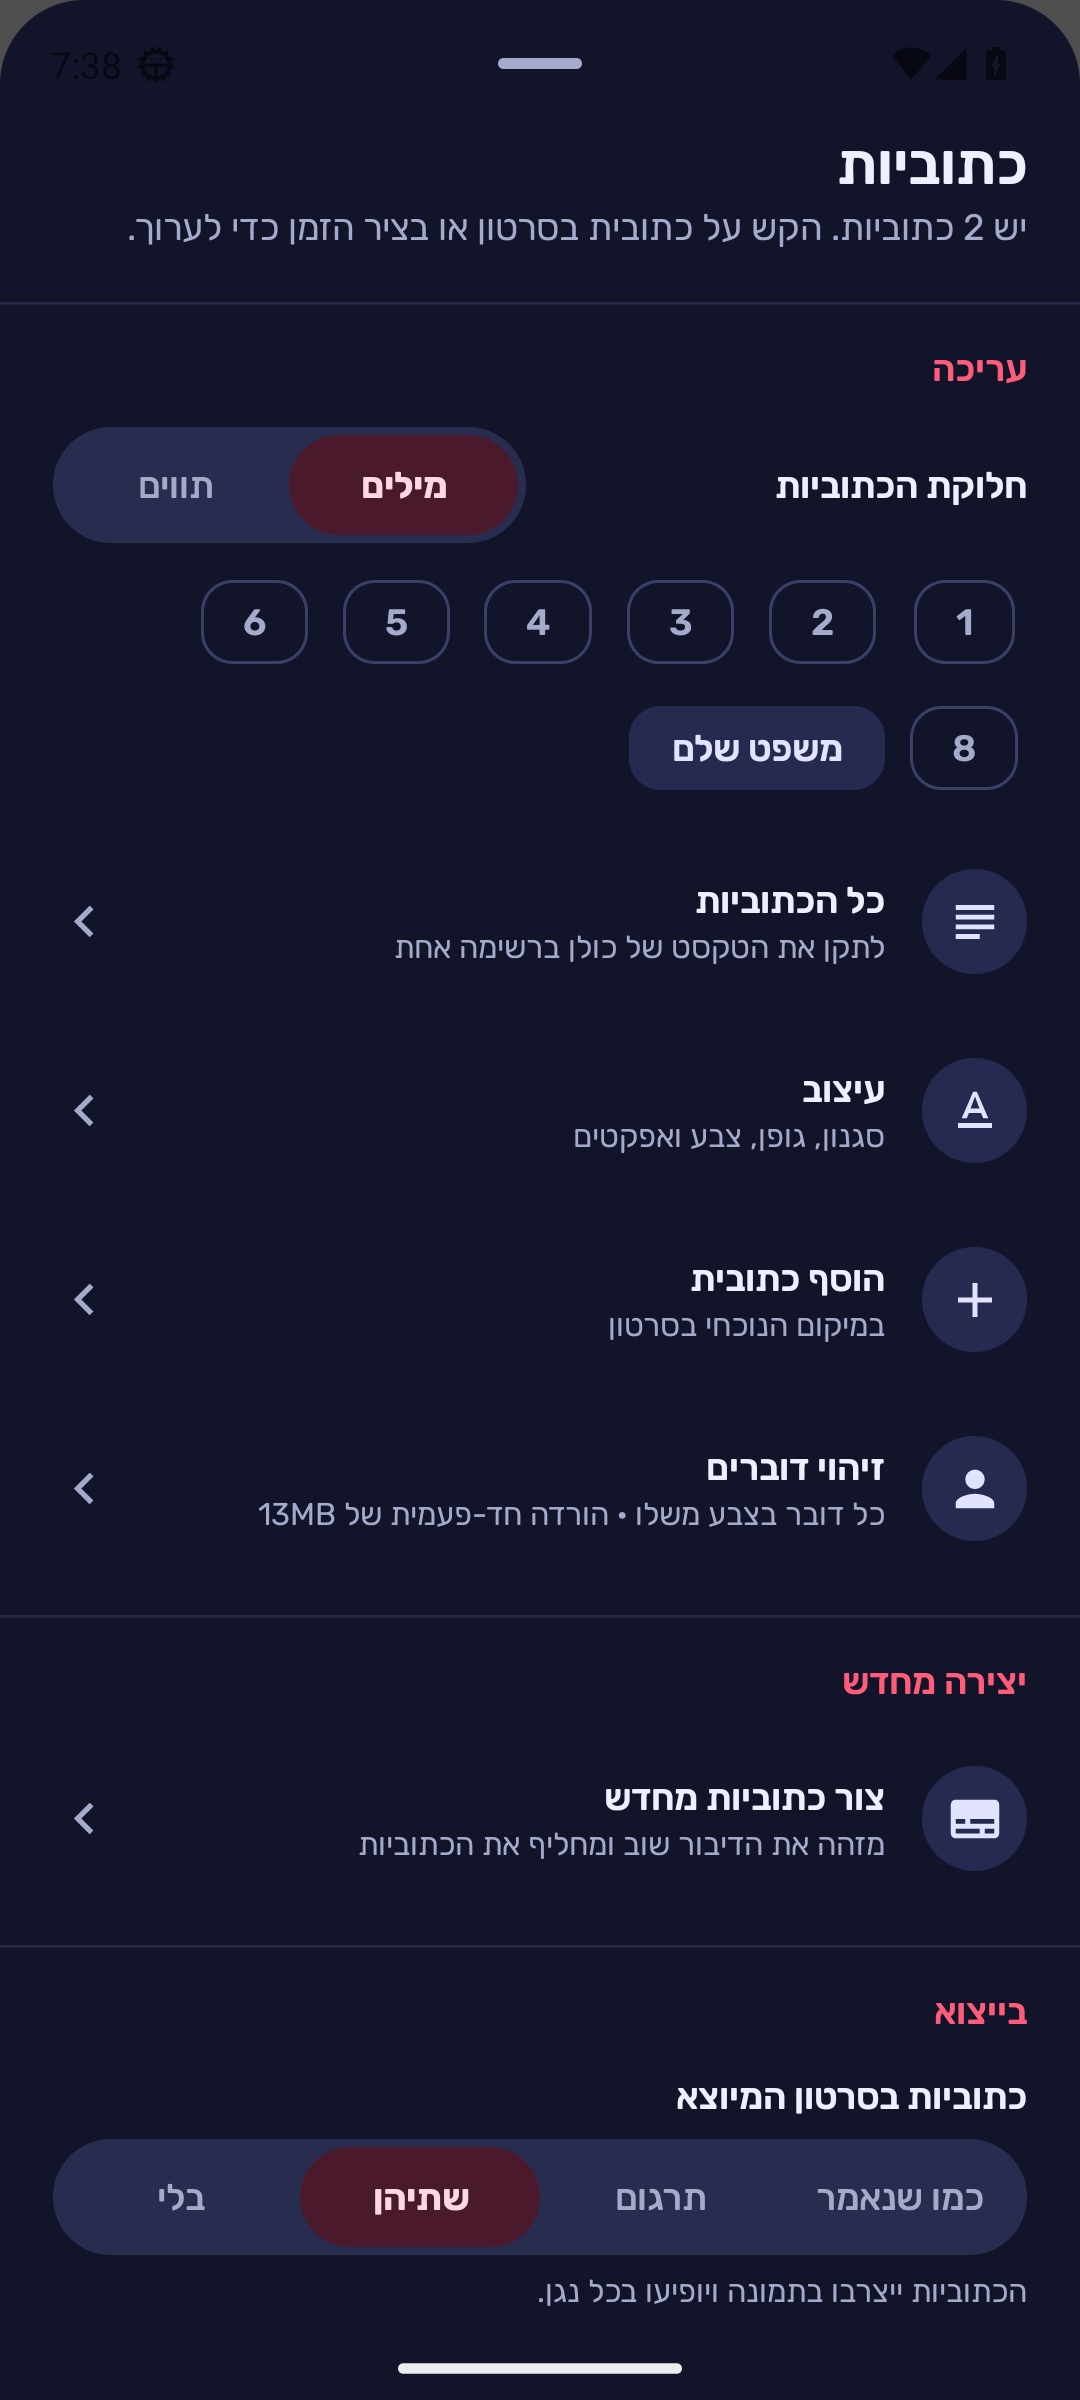 7:38
כתוביות
יש 2 כתוביות. הקש על כתובית בסרטון או בציר הזמן כדי לערוך.
עריכה
חלוקת הכתוביות
מילים
תווים
1 2 3 4 5 6
8 משפט שלם
כל הכתוביות
לתקן את הטקסט של כולן ברשימה אחת
עיצוב
סגנון, גופן, צבע ואפקטים
הוסף כתובית
במיקום הנוכחי בסרטון
זיהוי דוברים
כל דובר בצבע משלו • הורדה חד-פעמית של 13MB
יצירה מחדש
צור כתוביות מחדש
מזהה את הדיבור שוב ומחליף את הכתוביות
בייצוא
כתוביות בסרטון המיוצא
כמו שנאמר תרגום שתיהן בלי
הכתוביות ייצרבו בתמונה ויופיעו בכל נגן.